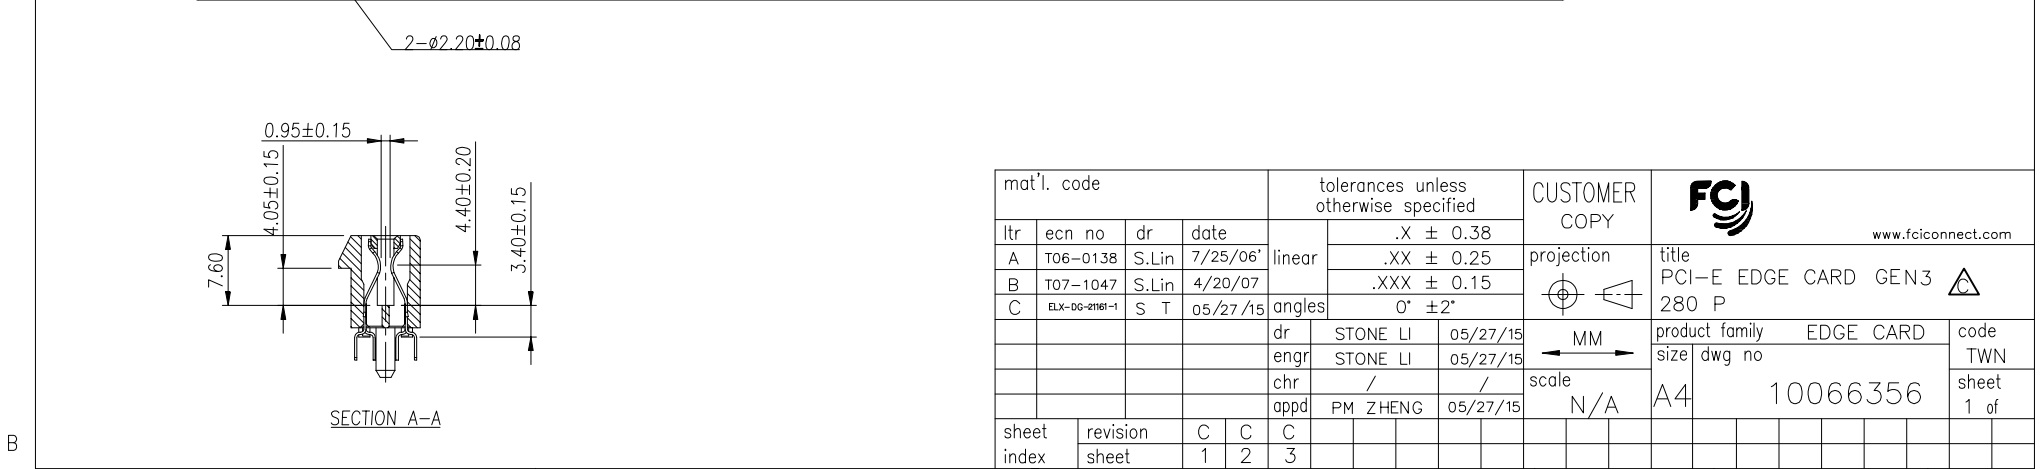 2-ø2.20±0.08
0.95±0.15
4.05±0.15
4.40±0.20
3.40±0.15
7.60
SECTION A-A
B
mat'l. code
tolerances unless
otherwise specified
CUSTOMER
COPY
FCI
www.fciconnect.com
ltr ecn no dr date
A T06-0138 S.Lin 7/25/06'
B T07-1047 S.Lin 4/20/07
C ELX-DG-21161-1 S T 05/27/15
linear
.X ± 0.38
.XX ± 0.25
.XXX ± 0.15
angles 0° ±2°
projection
title
PCI-E EDGE CARD GEN3
280 P
C
dr STONE LI 05/27/15
engr STONE LI 05/27/15
chr / /
appd PM ZHENG 05/27/15
MM
scale
N/A
product family EDGE CARD
code
TWN
size
A4
dwg no
10066356
sheet
1 of
sheet
index
revision C C C
sheet 1 2 3